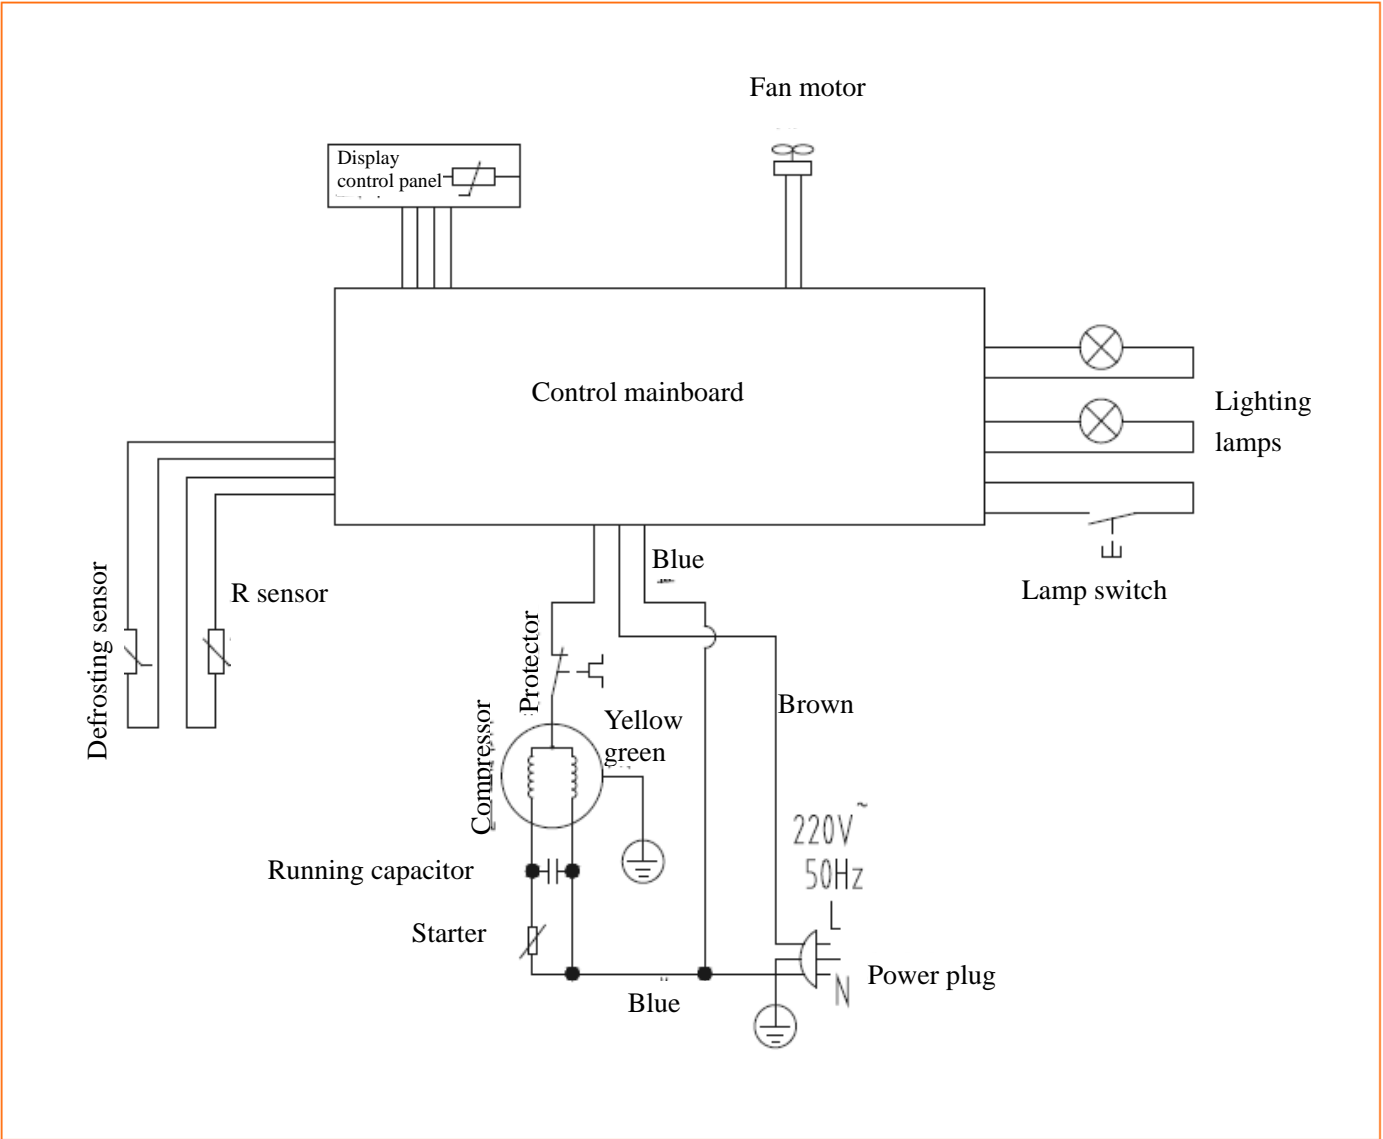 Fan motor
Display
control panel
Control mainboard
Lighting
lamps
Blue
Lamp switch
R sensor
Defrosting sensor
Protector
Brown
Yellow
green
Compressor
220V~
50Hz
Running capacitor
L
Starter
Power plug
N
Blue